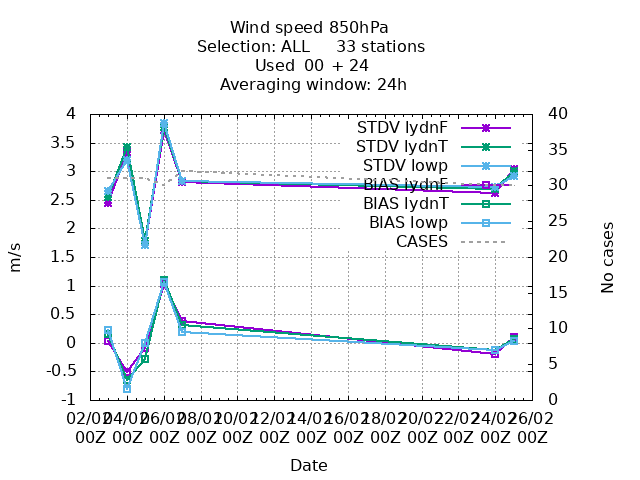 Wind speed 850hPa
Selection: ALL     33 stations
Used  00  + 24
Averaging window: 24h
STDV lydnF
STDV lydnT
STDV lowp
BIAS lydnF
BIAS lydnT
BIAS lowp
CASES
m/s
4
3.5
3
2.5
2
1.5
1
0.5
0
-0.5
-1
No cases
40
35
30
25
20
15
10
5
0
02/02 04/02 06/02 08/02 10/02 12/02 14/02 16/02 18/02 20/02 22/02 24/02 26/02
00Z 00Z 00Z 00Z 00Z 00Z 00Z 00Z 00Z 00Z 00Z 00Z 00Z
Date